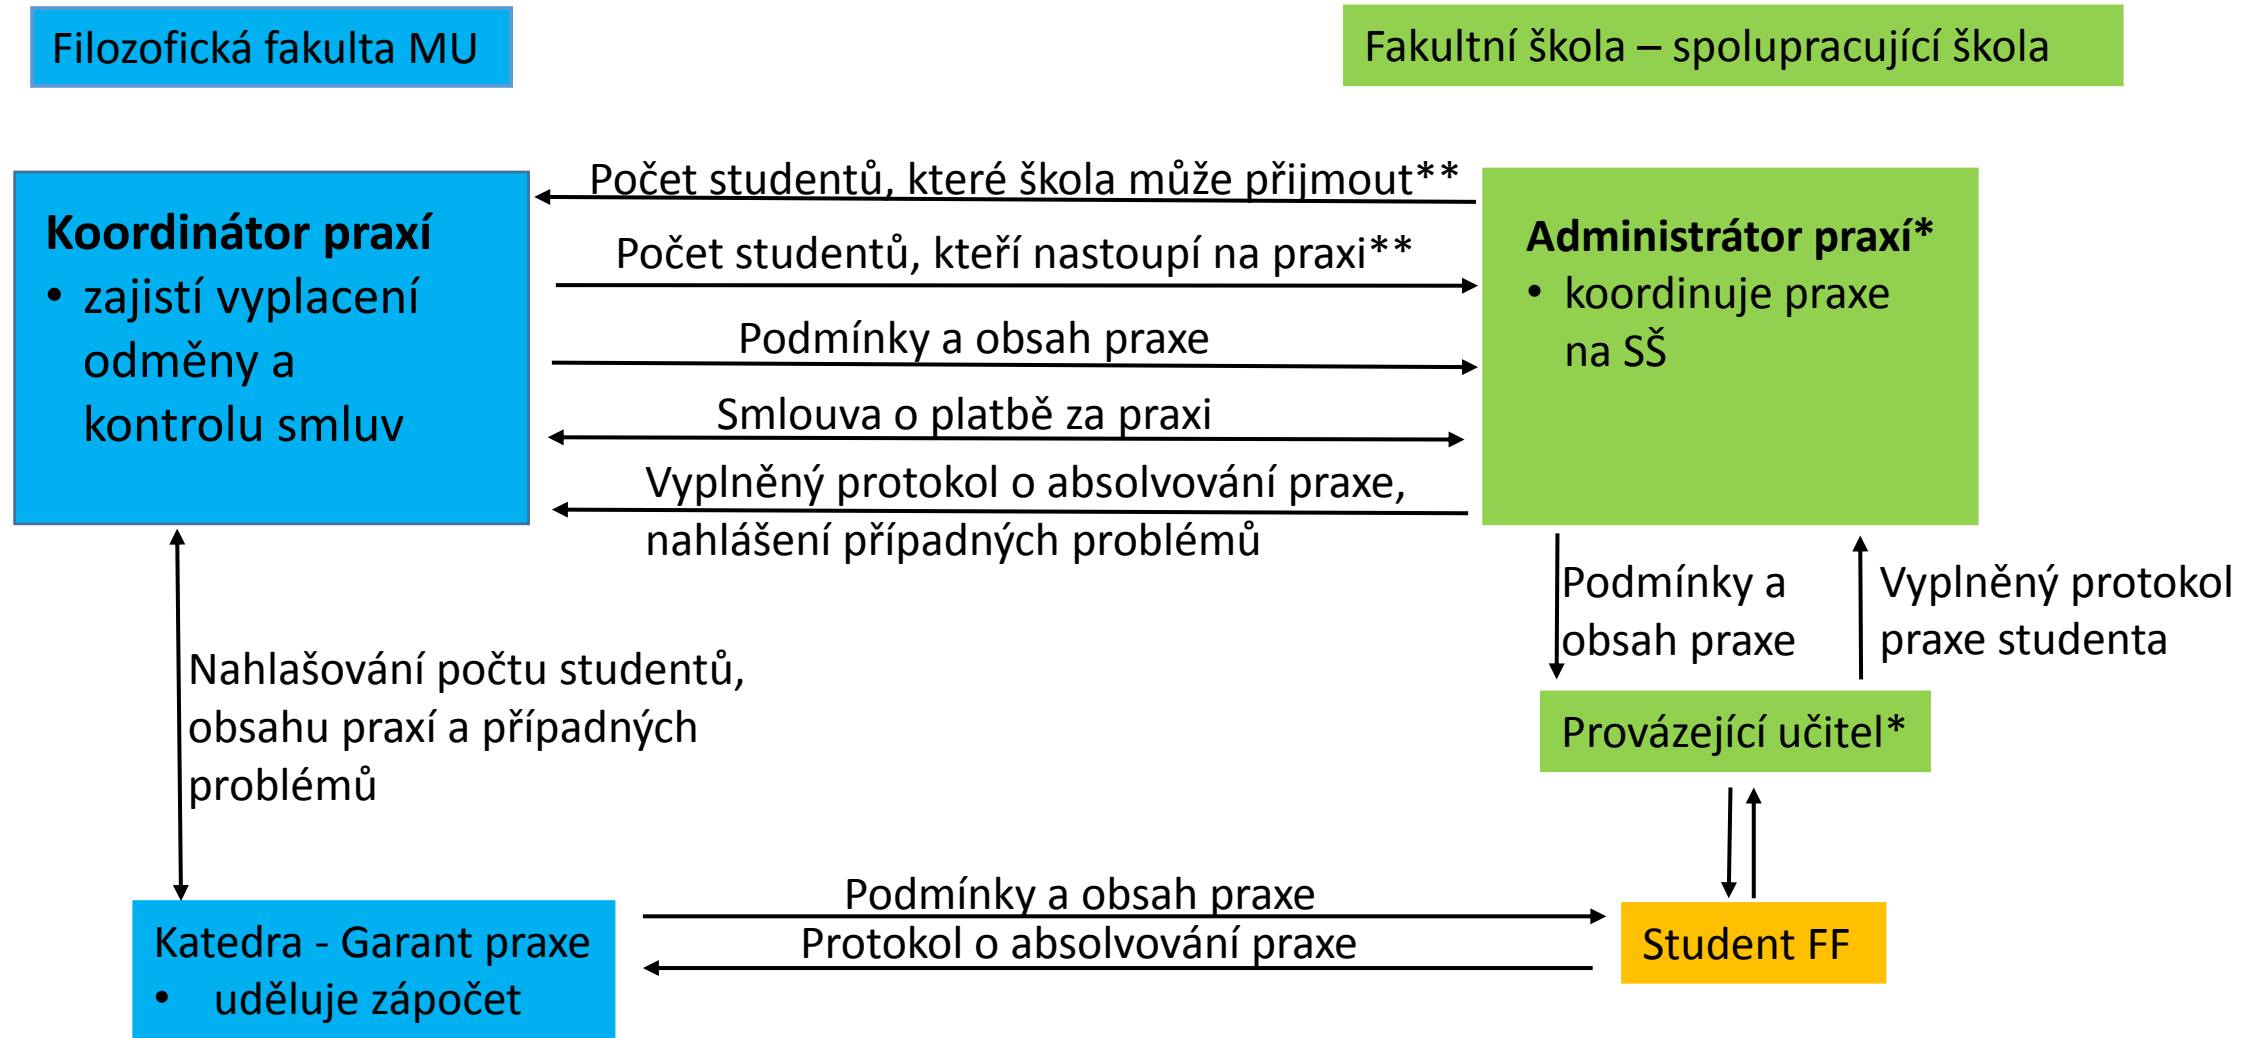 Filozofická fakulta MU
Fakultní škola – spolupracující škola
Koordinátor praxí
• zajistí vyplacení
odměny a
kontrolu smluv
Počet studentů, které škola může přijmout**
Počet studentů, kteří nastoupí na praxi**
Podmínky a obsah praxe
Smlouva o platbě za praxi
Vyplněný protokol o absolvování praxe,
nahlášení případných problémů
Administrátor praxí*
• koordinuje praxe
na SŠ
Podmínky a
obsah praxe
Vyplněný protokol
praxe studenta
Nahlašování počtu studentů,
obsahu praxí a případných
problémů
Provázející učitel*
Podmínky a obsah praxe
Protokol o absolvování praxe
Katedra - Garant praxe
• uděluje zápočet
Student FF